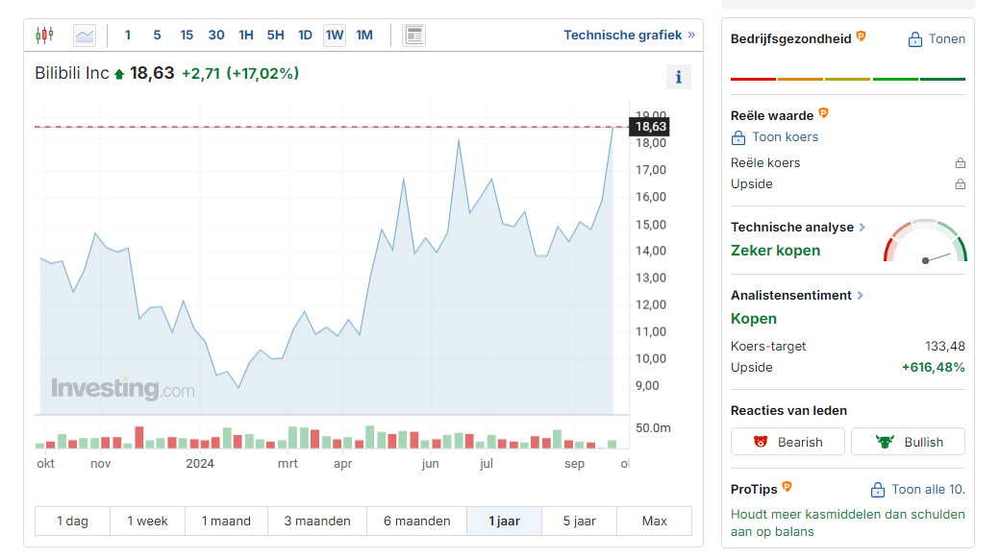 1 5 15 30 1H 5H 1D 1W 1M Technische grafiek »
Bilibili Inc 18,63 +2,71 (+17,02%)
i
19,00
18,63
18,00
17,00
16,00
15,00
14,00
13,00
12,00
11,00
10,00
9,00
Investing.com
50.0m
okt nov 2024 mrt apr jun jul sep
1 dag 1 week 1 maand 3 maanden 6 maanden 1 jaar 5 jaar Max
Bedrijfsgezondheid P Tonen
Reële waarde P
Toon koers
Reële koers
Upside
Technische analyse
Zeker kopen
Analistensentiment
Kopen
Koers-target 133,48
Upside +616,48%
Reacties van leden
Bearish Bullish
ProTips P Toon alle 10.
Houdt meer kasmiddelen dan schulden
aan op balans